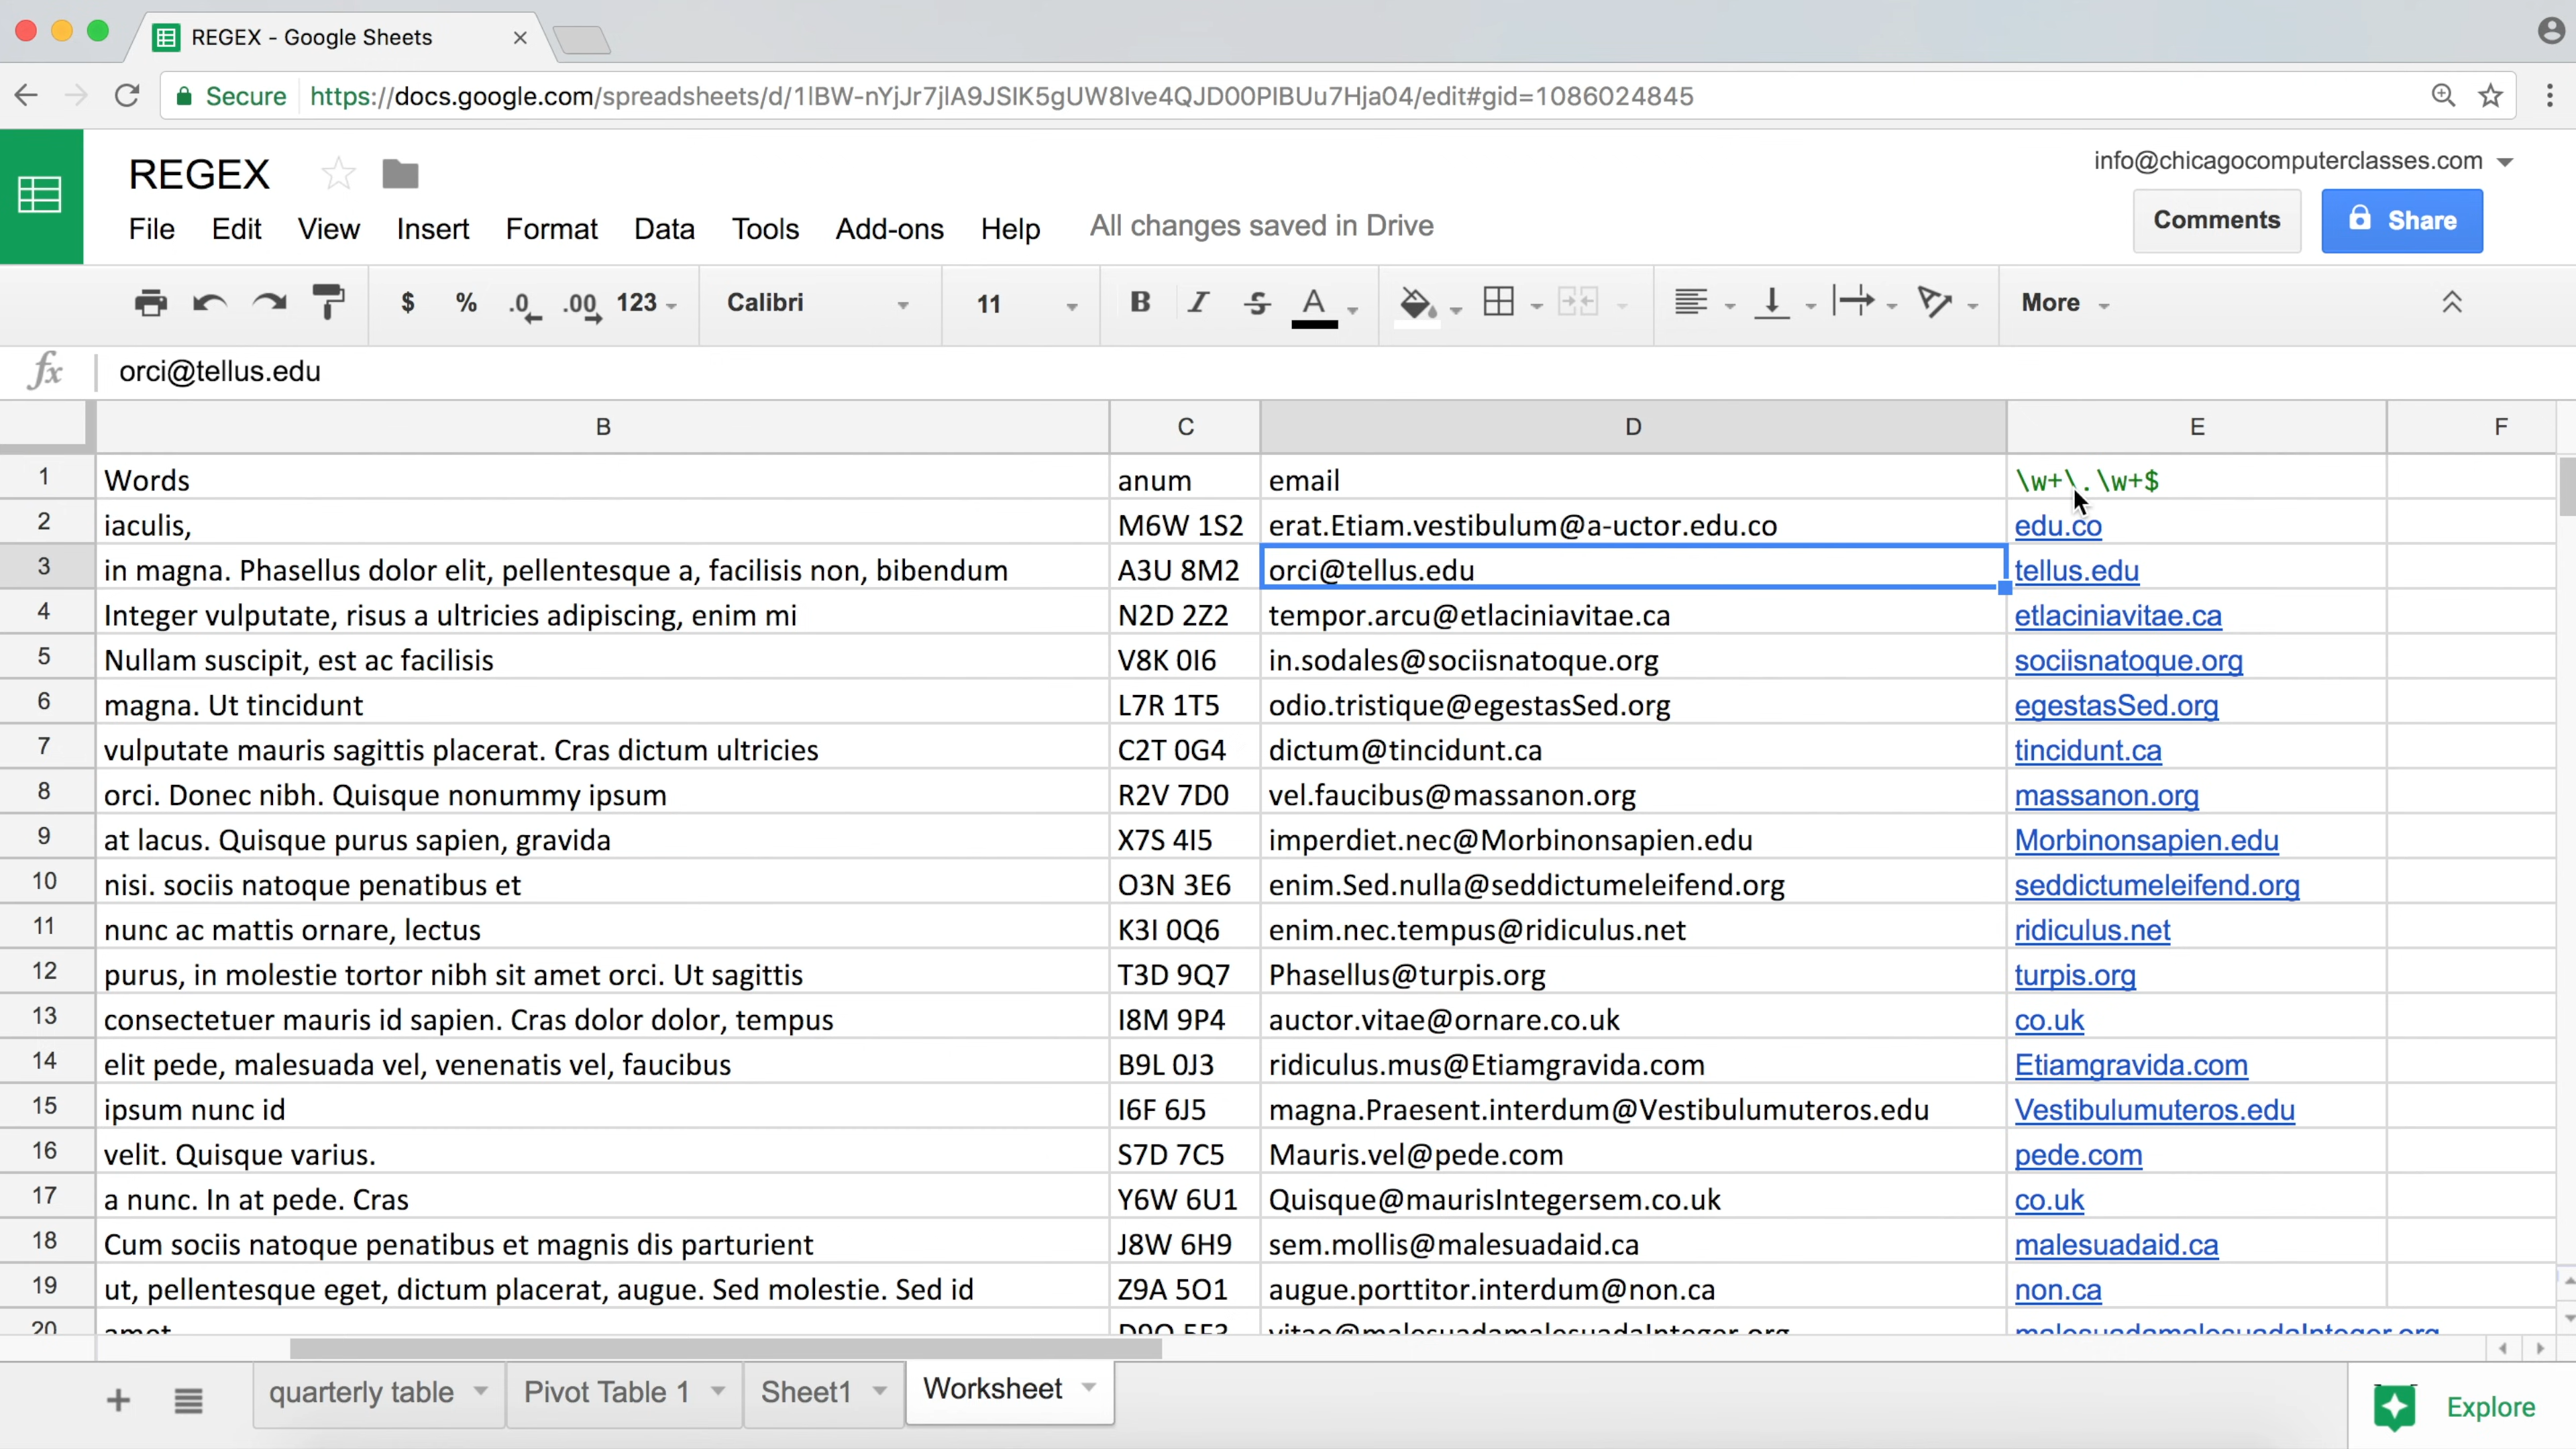 REGEX - Google Sheets
Secure https://docs.google.com/spreadsheets/d/1lBW-nYjJr7jlA9JSIK5gUW8Ive4QJD00PIBUu7Hja04/edit#gid=1086024845
REGEX
info@chicagocomputerclasses.com
File Edit View Insert Format Data Tools Add-ons Help All changes saved in Drive
Comments Share
$ % .0 .00 123 Calibri 11 B I S A More
fx orci@tellus.edu
B C D E F
1 Words anum email \w+\.\w+$
2 iaculis, M6W 1S2 erat.Etiam.vestibulum@a-uctor.edu.co edu.co
3 in magna. Phasellus dolor elit, pellentesque a, facilisis non, bibendum A3U 8M2 orci@tellus.edu tellus.edu
4 Integer vulputate, risus a ultricies adipiscing, enim mi N2D 2Z2 tempor.arcu@etlaciniavitae.ca etlaciniavitae.ca
5 Nullam suscipit, est ac facilisis V8K 0I6 in.sodales@sociisnatoque.org sociisnatoque.org
6 magna. Ut tincidunt L7R 1T5 odio.tristique@egestasSed.org egestasSed.org
7 vulputate mauris sagittis placerat. Cras dictum ultricies C2T 0G4 dictum@tincidunt.ca tincidunt.ca
8 orci. Donec nibh. Quisque nonummy ipsum R2V 7D0 vel.faucibus@massanon.org massanon.org
9 at lacus. Quisque purus sapien, gravida X7S 4I5 imperdiet.nec@Morbinonsapien.edu Morbinonsapien.edu
10 nisi. sociis natoque penatibus et O3N 3E6 enim.Sed.nulla@seddictumeleifend.org seddictumeleifend.org
11 nunc ac mattis ornare, lectus K3I 0Q6 enim.nec.tempus@ridiculus.net ridiculus.net
12 purus, in molestie tortor nibh sit amet orci. Ut sagittis T3D 9Q7 Phasellus@turpis.org turpis.org
13 consectetuer mauris id sapien. Cras dolor dolor, tempus I8M 9P4 auctor.vitae@ornare.co.uk co.uk
14 elit pede, malesuada vel, venenatis vel, faucibus B9L 0J3 ridiculus.mus@Etiamgravida.com Etiamgravida.com
15 ipsum nunc id I6F 6J5 magna.Praesent.interdum@Vestibulumuteros.edu Vestibulumuteros.edu
16 velit. Quisque varius. S7D 7C5 Mauris.vel@pede.com pede.com
17 a nunc. In at pede. Cras Y6W 6U1 Quisque@maurisIntegersem.co.uk co.uk
18 Cum sociis natoque penatibus et magnis dis parturient J8W 6H9 sem.mollis@malesuadaid.ca malesuadaid.ca
19 ut, pellentesque eget, dictum placerat, augue. Sed molestie. Sed id Z9A 5O1 augue.porttitor.interdum@non.ca non.ca
20 amet vitae@malesuadamalesuadaInteger.org malesuadamalesuadaInteger.org
quarterly table Pivot Table 1 Sheet1 Worksheet Explore